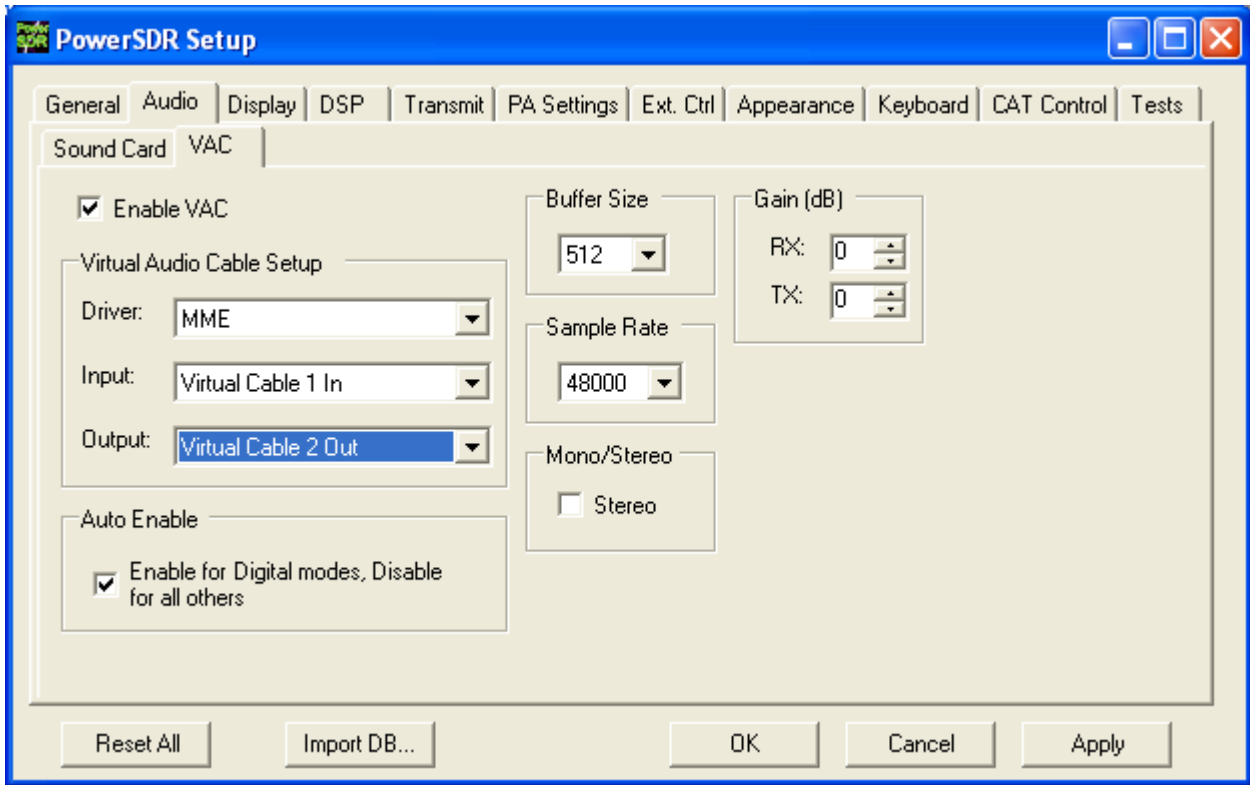 PowerSDR Setup
General Audio Display DSP Transmit PA Settings Ext. Ctrl Appearance Keyboard CAT Control Tests
Sound Card VAC
Enable VAC
Virtual Audio Cable Setup
Driver: MME
Input: Virtual Cable 1 In
Output: Virtual Cable 2 Out
Auto Enable
Enable for Digital modes, Disable
for all others
Buffer Size
512
Sample Rate
48000
Mono/Stereo
Stereo
Gain (dB)
RX: 0
TX: 0
Reset All Import DB... OK Cancel Apply